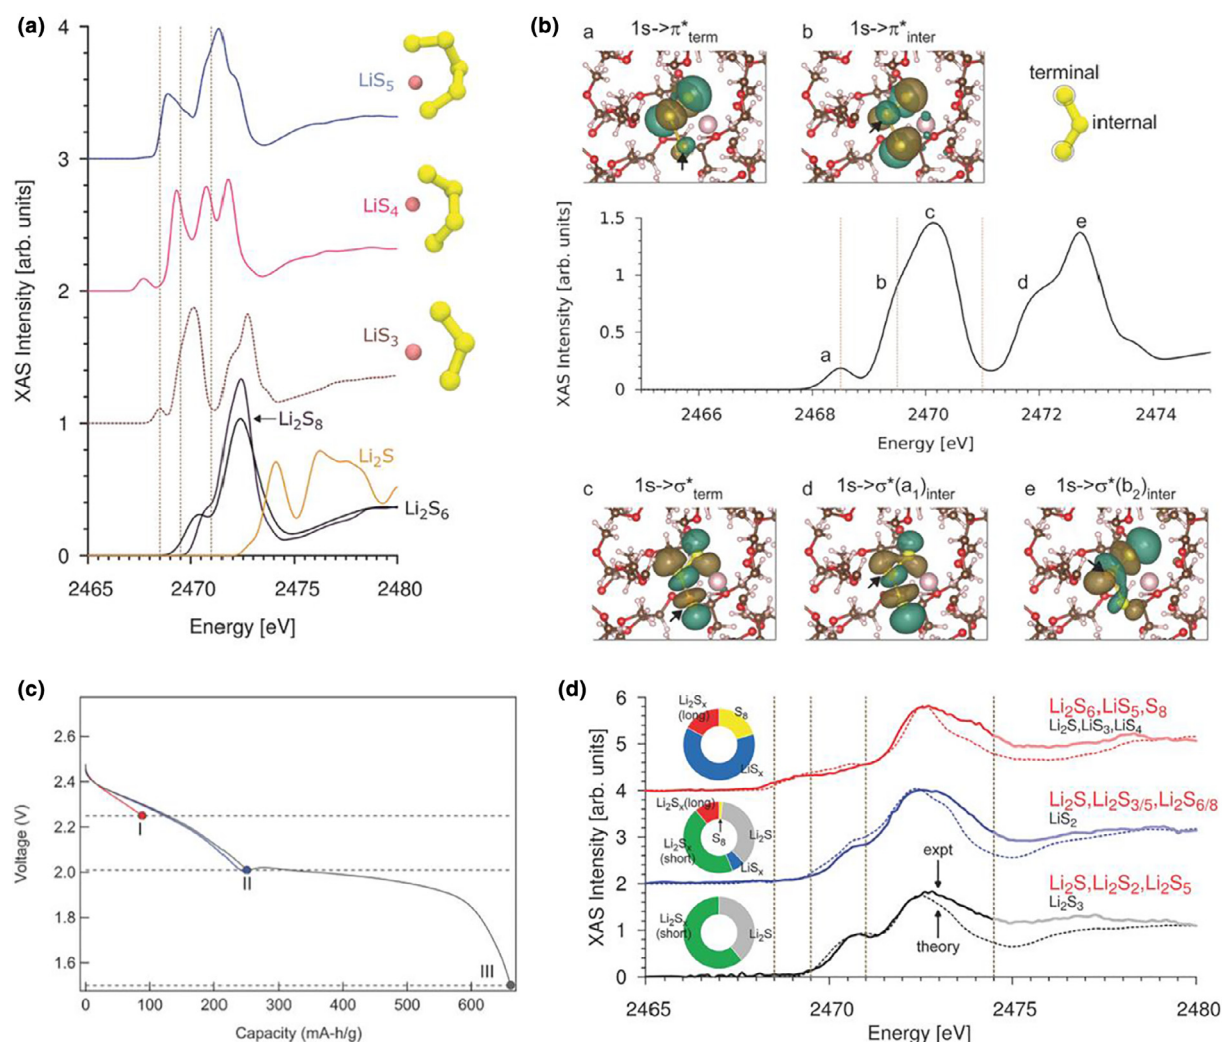 (a)
4
3
2
1
0
XAS Intensity [arb. units]
LiS5
LiS4
LiS3
Li2S8
Li2S
Li2S6
2465 2470 2475 2480
Energy [eV]
(b)
a 1s->π*term
b 1s->π*inter
terminal
internal
XAS Intensity [arb. units]
1.5
1
0.5
0
a
b
c
d
e
2466 2468 2470 2472 2474
Energy [eV]
c 1s->σ*term
d 1s->σ*(a1)inter
e 1s->σ*(b2)inter
(c)
Voltage (V)
2.6
2.4
2.2
2.0
1.8
1.6
I
II
III
0 100 200 300 400 500 600
Capacity (mA-h/g)
(d)
XAS Intensity [arb. units]
6
5
4
3
2
1
0
Li2Sx
(long)
S8
LiSx
Li2S6,LiS5,S8
Li2S,LiS3,LiS4
Li2Sx(long)
S8
Li2S
Li2Sx
(short)
LiSx
Li2S,Li2S3/5,Li2S6/8
LiS2
Li2Sx
(short)
Li2S
expt
theory
Li2S,Li2S2,Li2S5
Li2S3
2465 2470 2475 2480
Energy [eV]